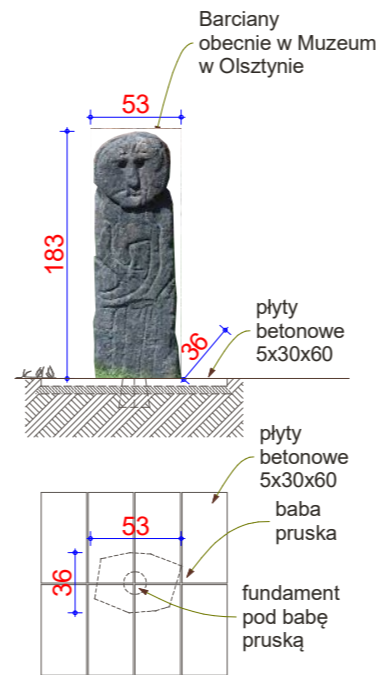 Barciany
obecnie w Muzeum
w Olsztynie
53
183
36
płyty
betonowe
5x30x60
płyty
betonowe
5x30x60
53
baba
pruska
36
fundament
pod babę
pruską